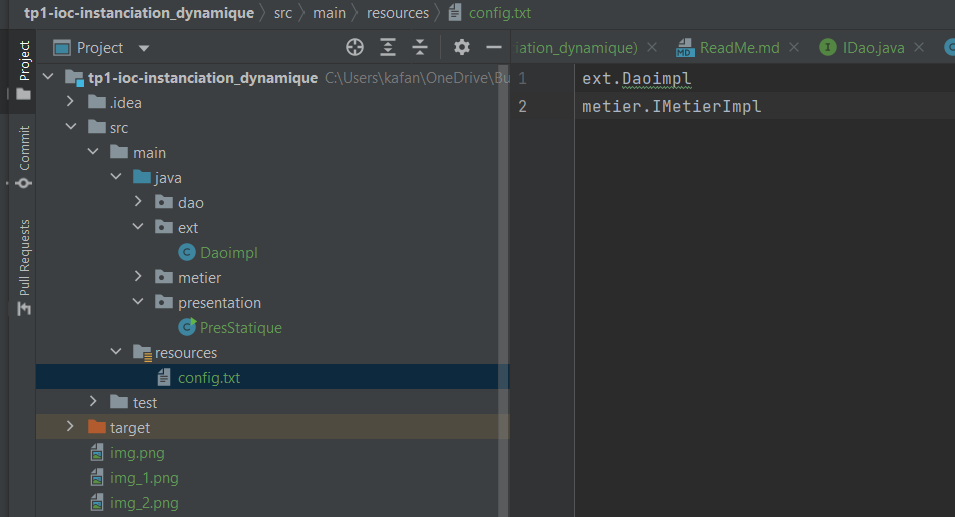 tp1-ioc-instanciation_dynamique > src > main > resources > config.txt
Project
iation_dynamique) × ReadMe.md × IDao.java ×
Project
Commit
Pull Requests
tp1-ioc-instanciation_dynamique C:\Users\kafan\OneDrive\Bu
.idea
src
main
java
dao
ext
Daoimpl
metier
presentation
PresStatique
resources
config.txt
test
target
img.png
img_1.png
img_2.png
1 ext.Daoimpl
2 metier.IMetierImpl